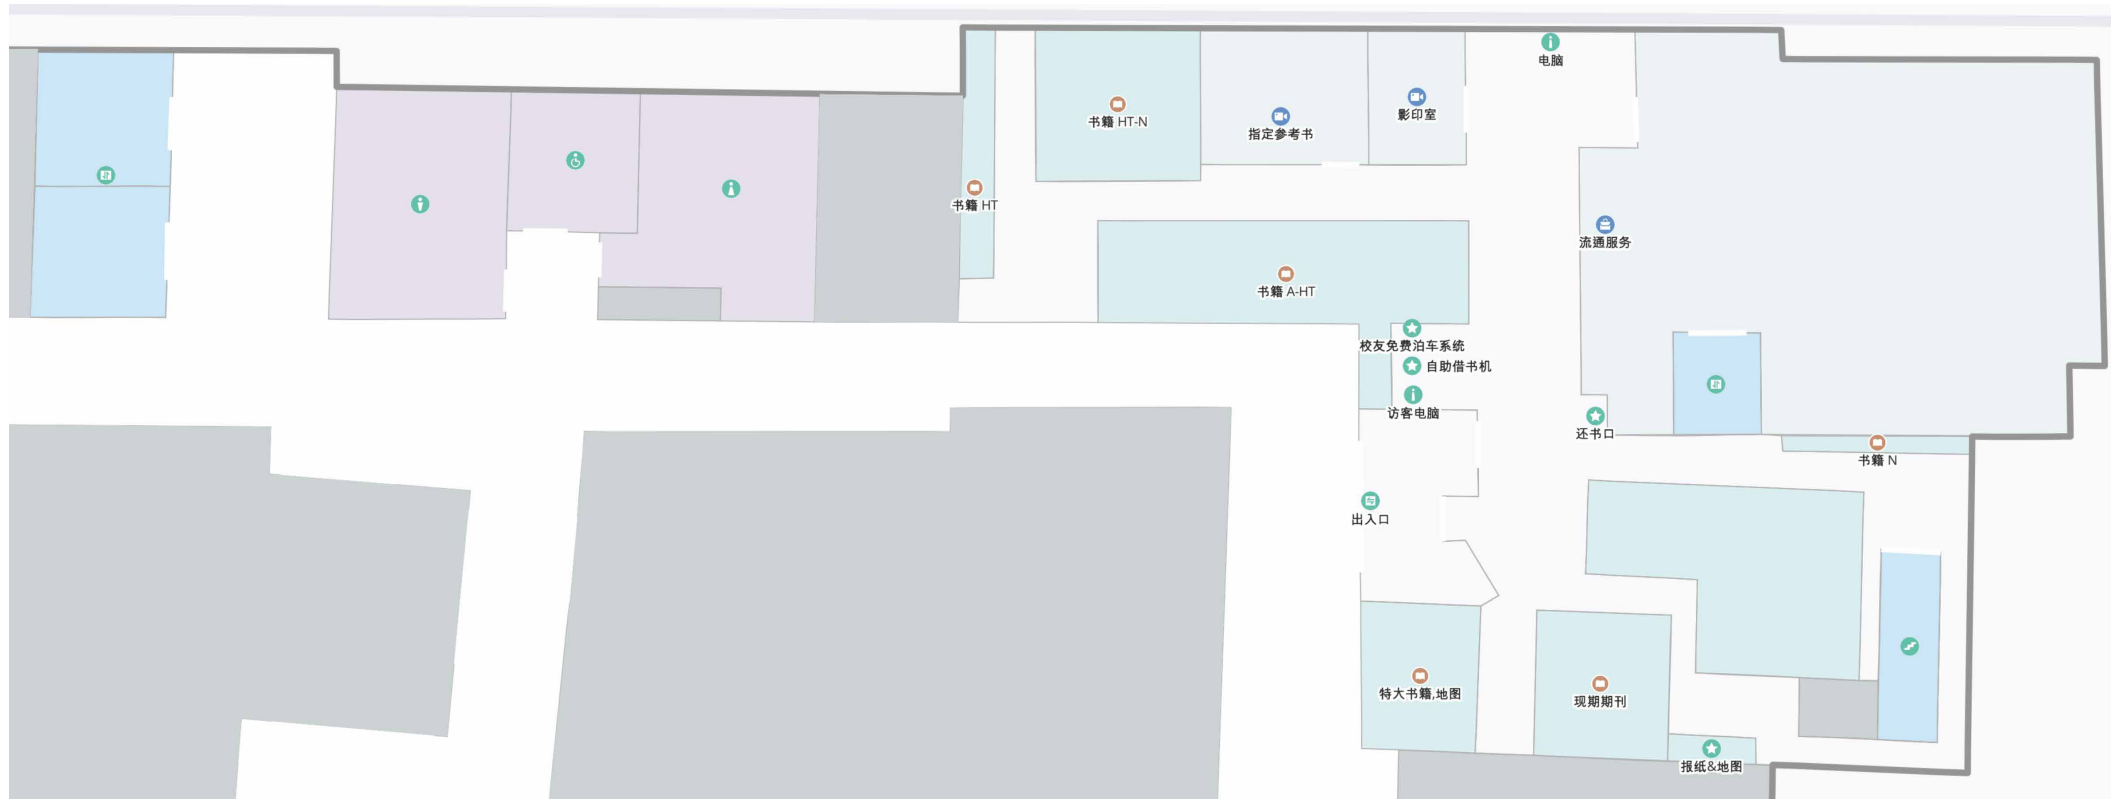 电脑
书籍 HT-N
指定参考书
影印室
书籍 HT
流通服务
书籍 A-HT
校友免费泊车系统
自助借书机
访客电脑
还书口
书籍 N
出入口
特大书籍,地图
现期期刊
报纸&地图